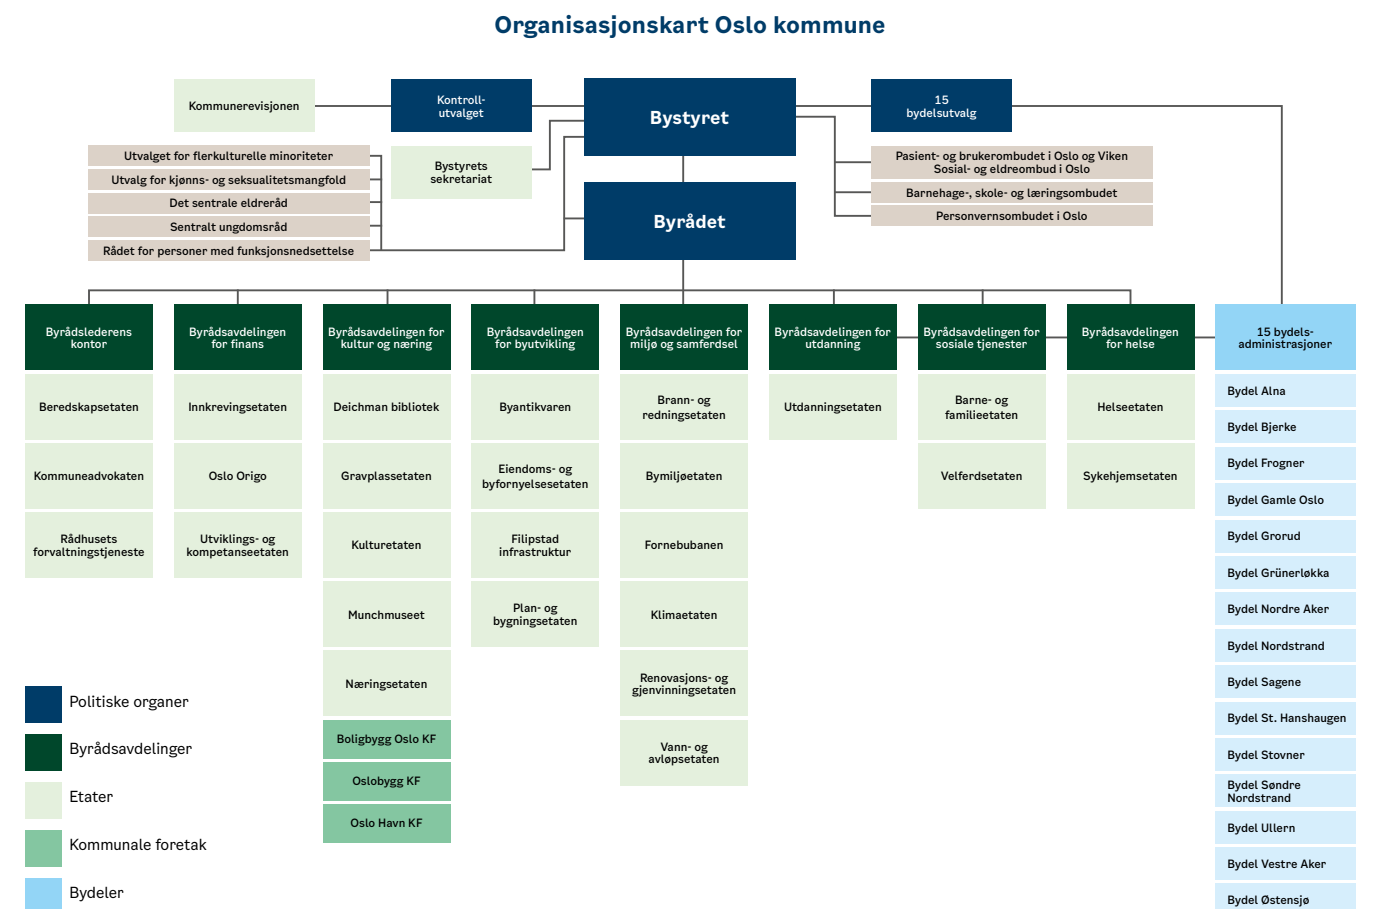 Organisasjonskart Oslo kommune
Kommunerevisjonen
Kontroll-
utvalget
Bystyret
15
bydelsutvalg
Utvalget for flerkulturelle minoriteter
Utvalg for kjønns- og seksualitetsmangfold
Det sentrale eldreråd
Sentralt ungdomsråd
Rådet for personer med funksjonsnedsettelse
Bystyrets
sekretariat
Byrådet
Pasient- og brukerombudet i Oslo og Viken
Sosial- og eldreombud i Oslo
Barnehage-, skole- og læringsombudet
Personvernsombudet i Oslo
Byrådslederens
kontor
Beredskapsetaten
Kommuneadvokaten
Rådhusets
forvaltningstjeneste
Byrådsavdelingen
for finans
Innkrevingsetaten
Oslo Origo
Utviklings- og
kompetanseetaten
Byrådsavdelingen for
kultur og næring
Deichman bibliotek
Gravplassetaten
Kulturetaten
Munchmuseet
Næringsetaten
Boligbygg Oslo KF
Oslobygg KF
Oslo Havn KF
Byrådsavdelingen
for byutvikling
Byantikvaren
Eiendoms- og
byfornyelsesetaten
Filipstad
infrastruktur
Plan- og
bygningsetaten
Byrådsavdelingen for
miljø og samferdsel
Brann- og
redningsetaten
Bymiljøetaten
Fornebubanen
Klimaetaten
Renovasjons- og
gjenvinningsetaten
Vann- og
avløpsetaten
Byrådsavdelingen for
utdanning
Utdanningsetaten
Byrådsavdelingen for
sosiale tjenester
Barne- og
familieetaten
Velferdsetaten
Byrådsavdelingen
for helse
Helseetaten
Sykehjemsetaten
15 bydels-
administrasjoner
Bydel Alna
Bydel Bjerke
Bydel Frogner
Bydel Gamle Oslo
Bydel Grorud
Bydel Grünerløkka
Bydel Nordre Aker
Bydel Nordstrand
Bydel Sagene
Bydel St. Hanshaugen
Bydel Stovner
Bydel Søndre
Nordstrand
Bydel Ullern
Bydel Vestre Aker
Bydel Østensjø
Politiske organer
Byrådsavdelinger
Etater
Kommunale foretak
Bydeler